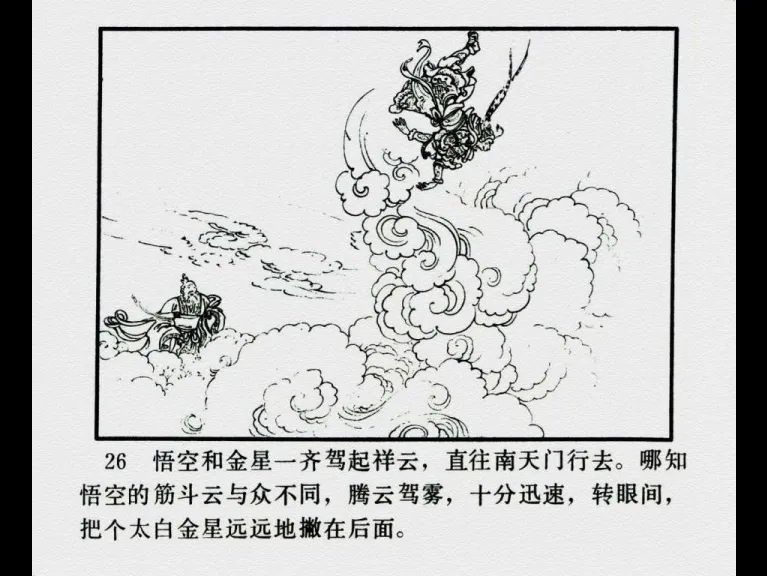 26 悟空和金星一齐驾起祥云，直往南天门行去。哪知
悟空的筋斗云与众不同，腾云驾雾，十分迅速，转眼间，
把个太白金星远远地撇在后面。